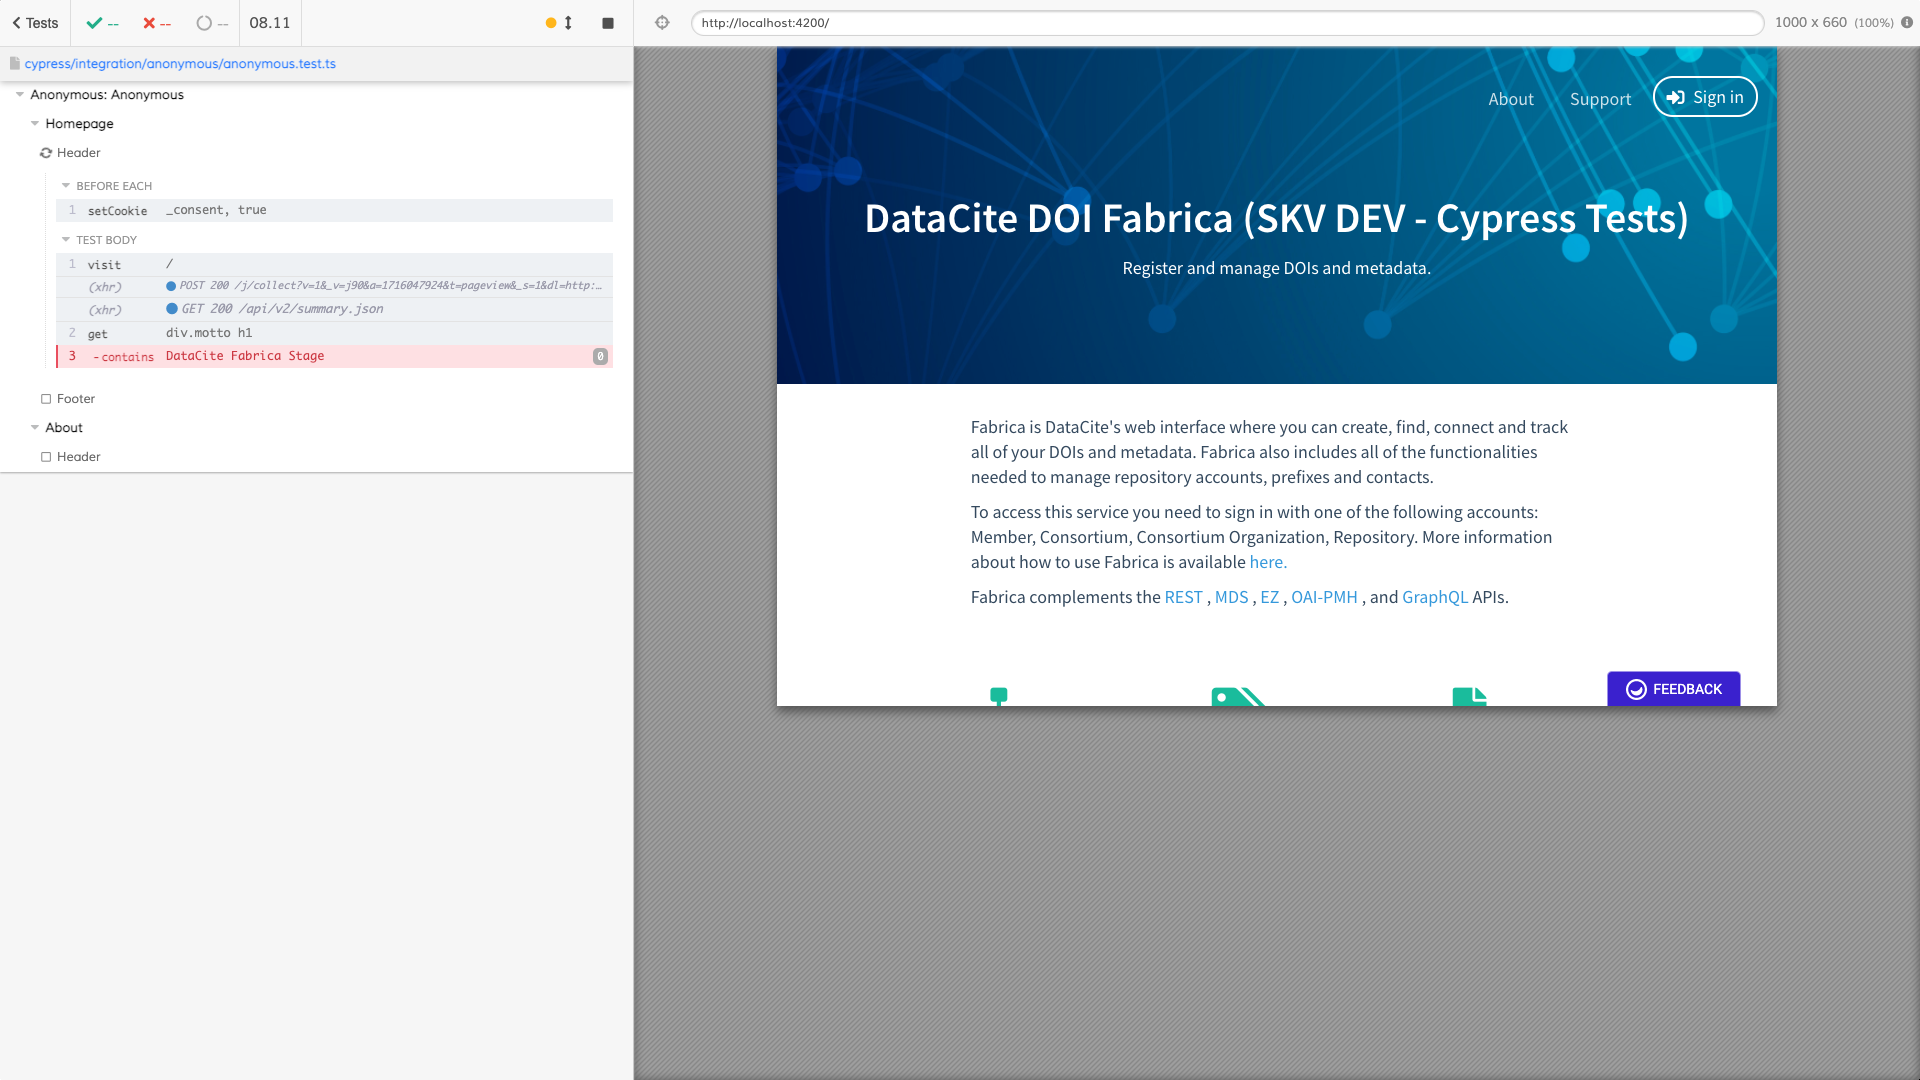 Tests
--
--
--
08.11
http://localhost:4200/
1000 x 660 (100%)
cypress/integration/anonymous/anonymous.test.ts
Anonymous: Anonymous
Homepage
Header
BEFORE EACH
1 setCookie _consent, true
TEST BODY
1 visit /
(xhr) POST 200 /j/collect?v=1&_v=j90&a=1716047924&t=pageview&_s=1&dl=http:…
(xhr) GET 200 /api/v2/summary.json
2 get div.motto h1
3 -contains DataCite Fabrica Stage 0
Footer
About
Header
About Support Sign in
DataCite DOI Fabrica (SKV DEV - Cypress Tests)
Register and manage DOIs and metadata.
Fabrica is DataCite's web interface where you can create, find, connect and track
all of your DOIs and metadata. Fabrica also includes all of the functionalities
needed to manage repository accounts, prefixes and contacts.
To access this service you need to sign in with one of the following accounts:
Member, Consortium, Consortium Organization, Repository. More information
about how to use Fabrica is available here.
Fabrica complements the REST , MDS , EZ , OAI-PMH , and GraphQL APIs.
FEEDBACK